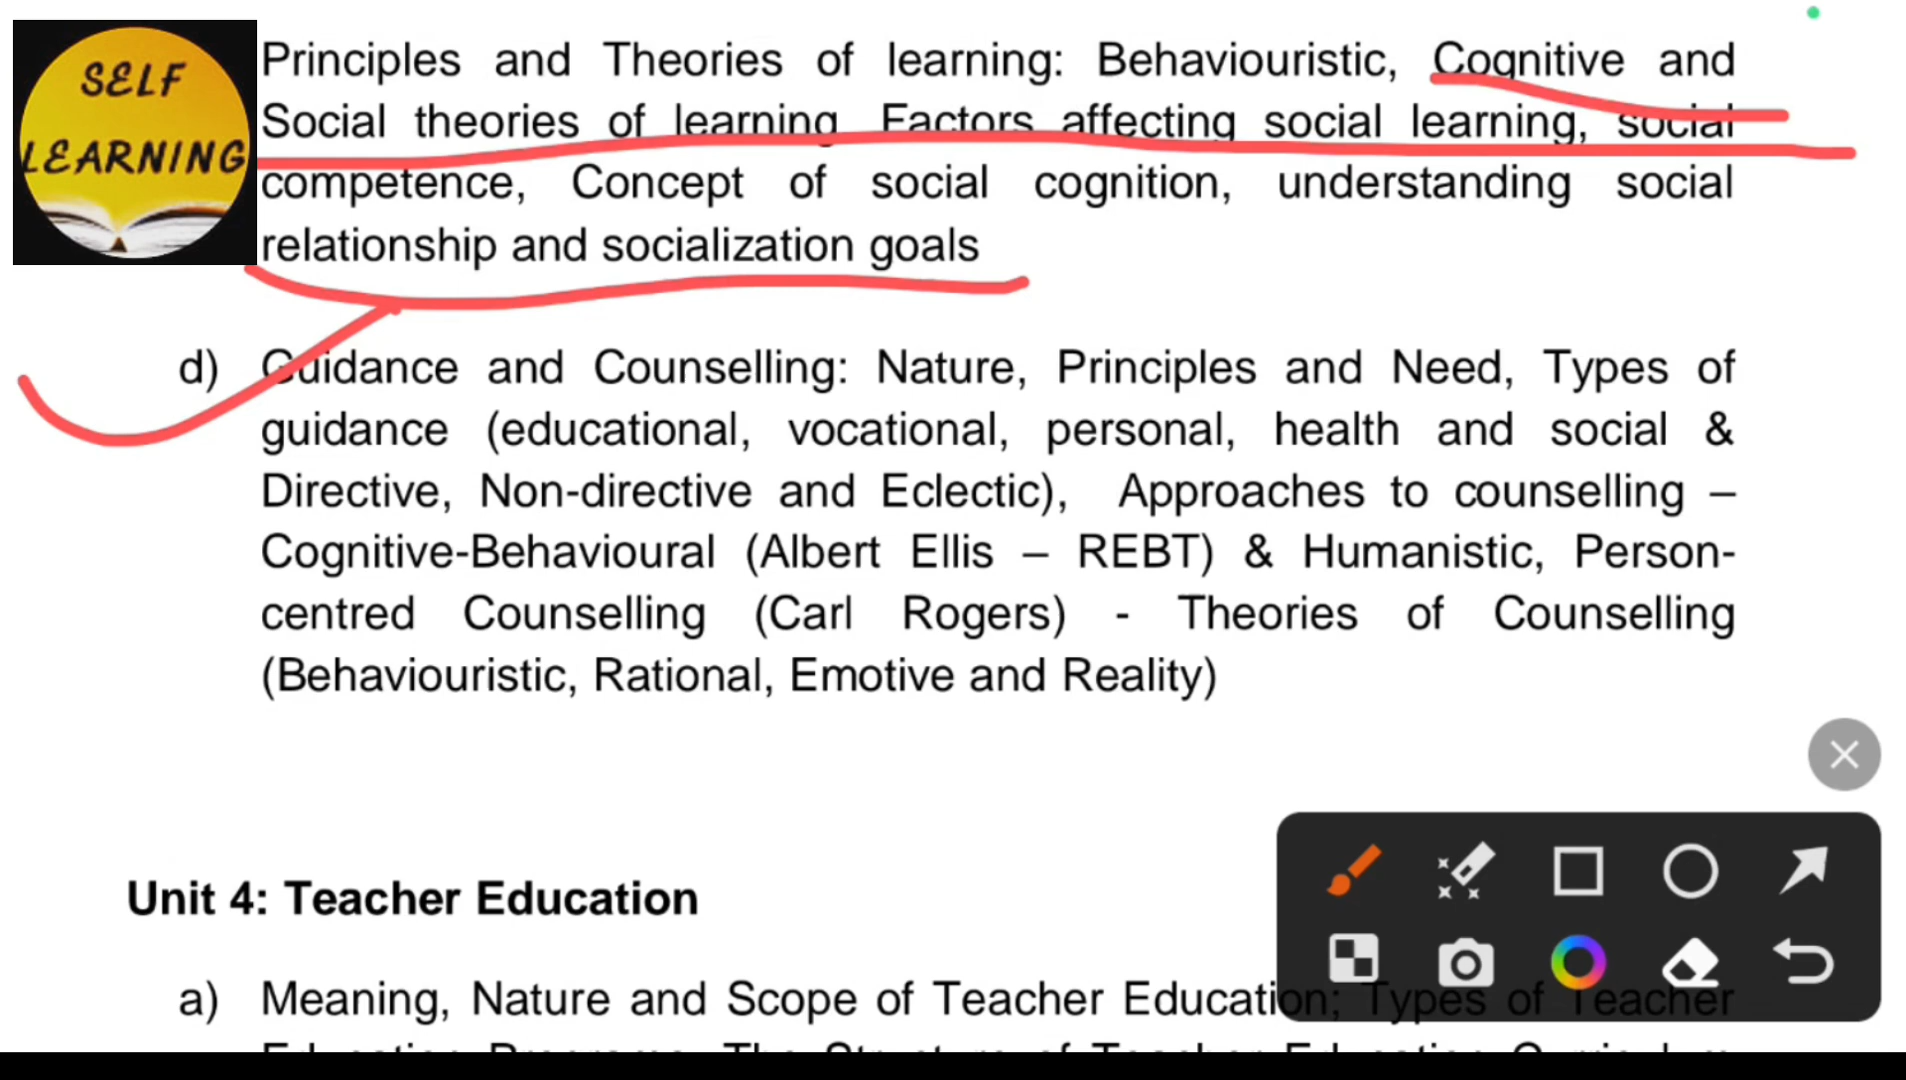 SELF
LEARNING
Principles and Theories of learning: Behaviouristic, Cognitive and
Social theories of learning, Factors affecting social learning, social
competence, Concept of social cognition, understanding social
relationship and socialization goals
d) Guidance and Counselling: Nature, Principles and Need, Types of
guidance (educational, vocational, personal, health and social &
Directive, Non-directive and Eclectic), Approaches to counselling –
Cognitive-Behavioural (Albert Ellis – REBT) & Humanistic, Person-
centred Counselling (Carl Rogers) - Theories of Counselling
(Behaviouristic, Rational, Emotive and Reality)
Unit 4: Teacher Education
a) Meaning, Nature and Scope of Teacher Education; Types of Teacher